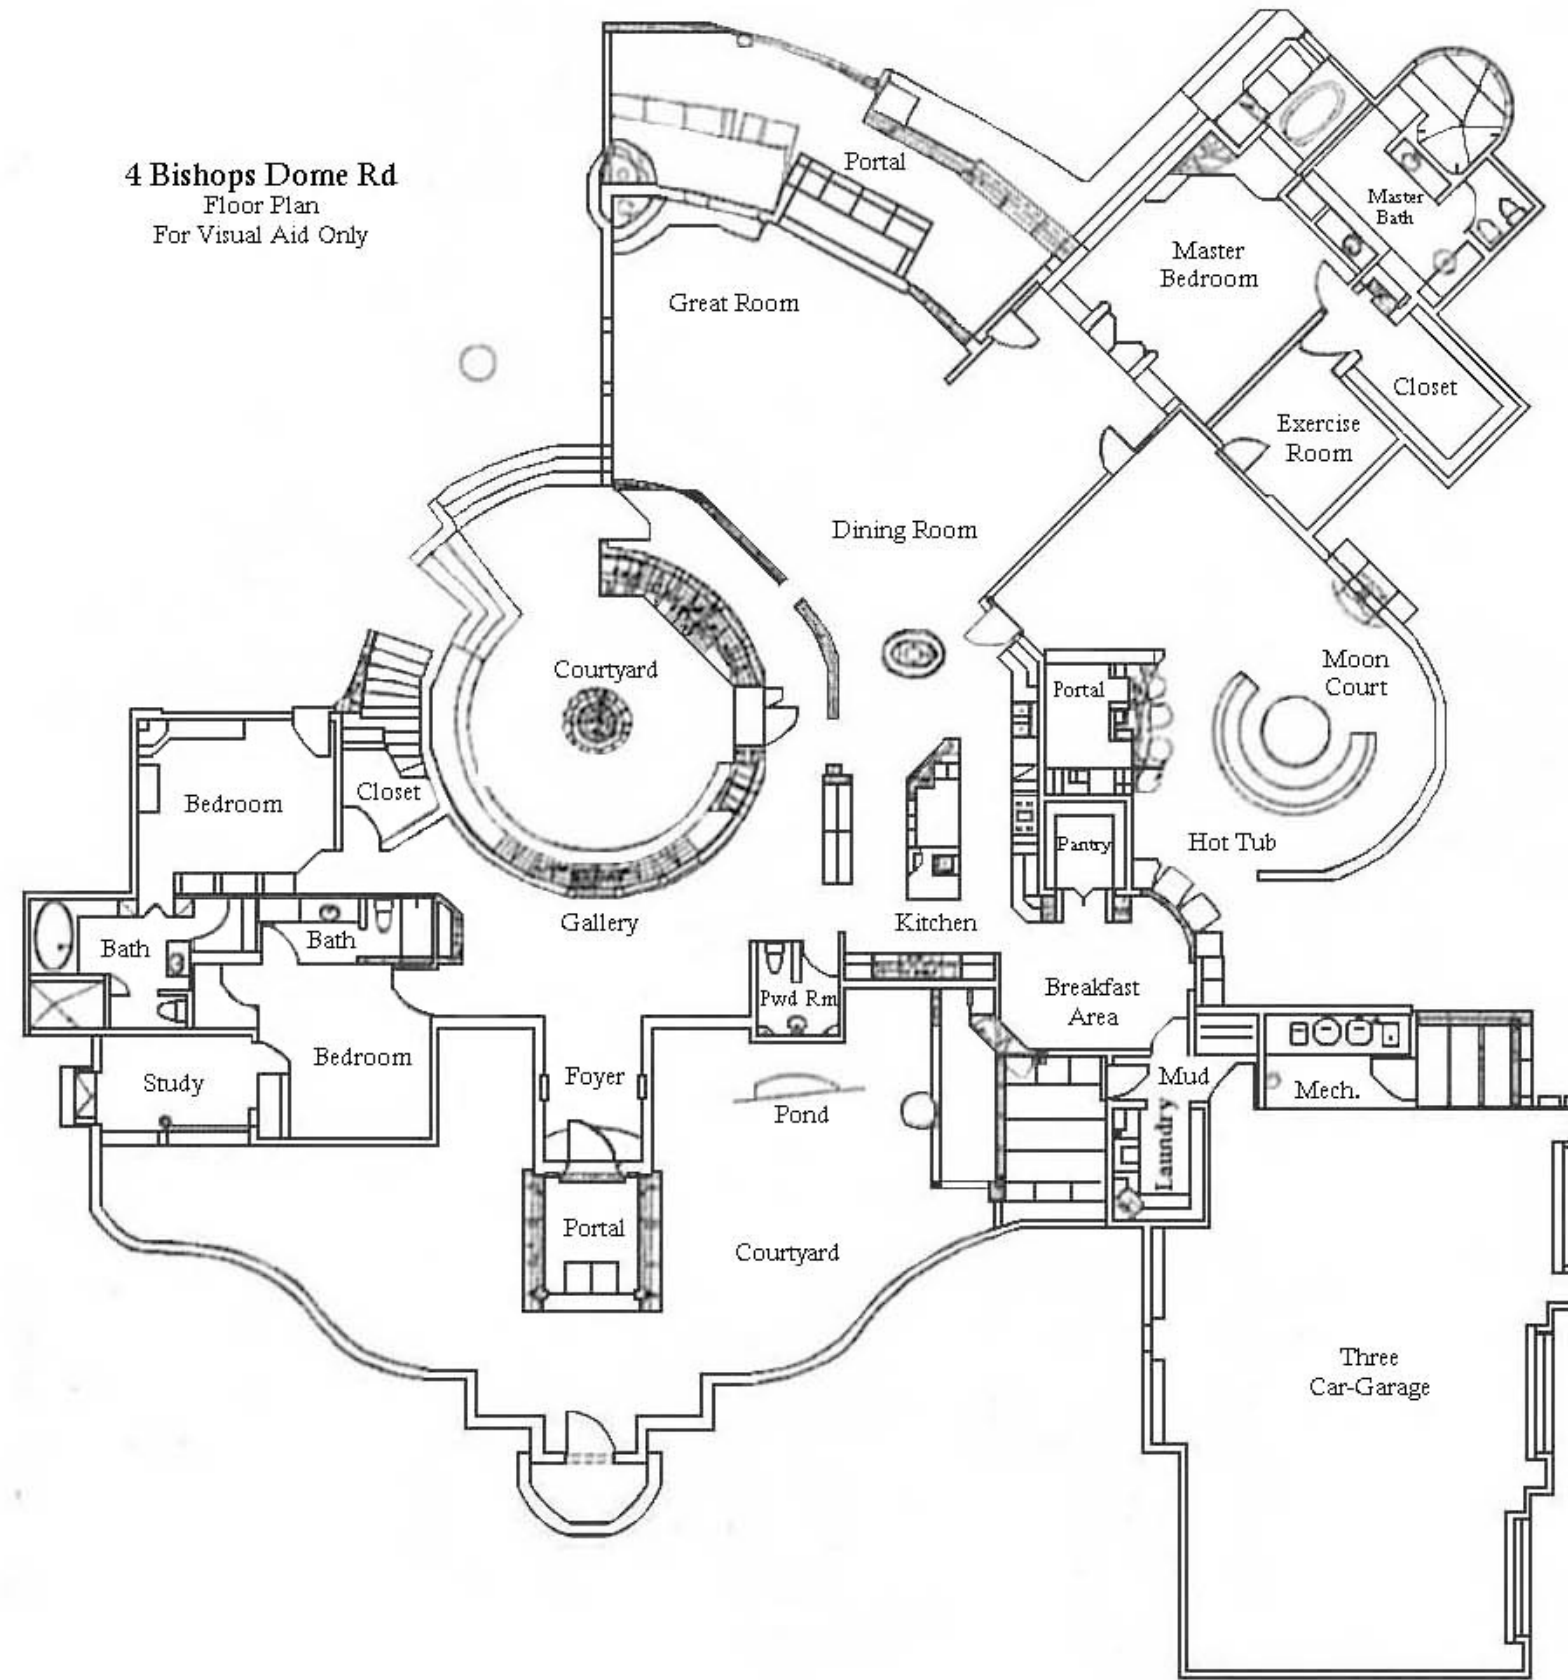 4 Bishops Dome Rd
Floor Plan
For Visual Aid Only
Portal
Master
Bath
Master
Bedroom
Great Room
Closet
Exercise
Room
Dining Room
Courtyard
Moon
Court
Portal
Closet
Bedroom
Hot Tub
Pantry
Gallery
Kitchen
Bath
Bath
Pwd Rm
Breakfast
Area
Bedroom
Foyer
Study
Mud
Mech.
Pond
Laundry
Portal
Courtyard
Three
Car-Garage